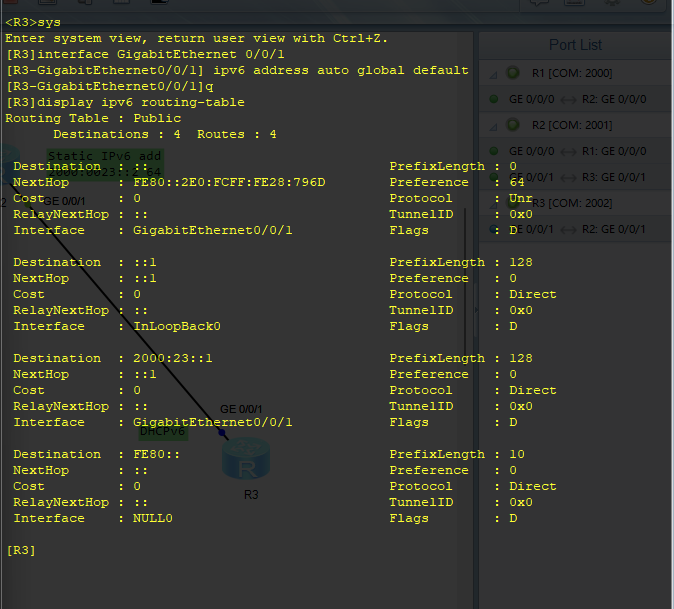 <R3>sys
Enter system view, return user view with Ctrl+Z.
[R3]interface GigabitEthernet 0/0/1
[R3-GigabitEthernet0/0/1] ipv6 address auto global default
[R3-GigabitEthernet0/0/1]q
[R3]display ipv6 routing-table
Routing Table : Public
Destinations : 4 Routes : 4
Destination : :: PrefixLength : 0
NextHop : FE80::2E0:FCFF:FE28:796D Preference : 64
Cost : 0 Protocol : Unr
RelayNextHop : :: TunnelID : 0x0
Interface : GigabitEthernet0/0/1 Flags : D
Destination : ::1 PrefixLength : 128
NextHop : ::1 Preference : 0
Cost : 0 Protocol : Direct
RelayNextHop : :: TunnelID : 0x0
Interface : InLoopBack0 Flags : D
Destination : 2000:23::1 PrefixLength : 128
NextHop : ::1 Preference : 0
Cost : 0 Protocol : Direct
RelayNextHop : :: TunnelID : 0x0
Interface : GigabitEthernet0/0/1 Flags : D
Destination : FE80:: PrefixLength : 10
NextHop : :: Preference : 0
Cost : 0 Protocol : Direct
RelayNextHop : :: TunnelID : 0x0
Interface : NULL0 Flags : D
[R3]
Static IPv6 add
GE 0/0/1
GE 0/0/1
DHCPv6
R
R3
Port List
R1 [COM: 2000]
GE 0/0/0 <-> R2: GE 0/0/0
R2 [COM: 2001]
GE 0/0/0 <-> R1: GE 0/0/0
GE 0/0/1 <-> R3: GE 0/0/1
R3 [COM: 2002]
GE 0/0/1 <-> R2: GE 0/0/1